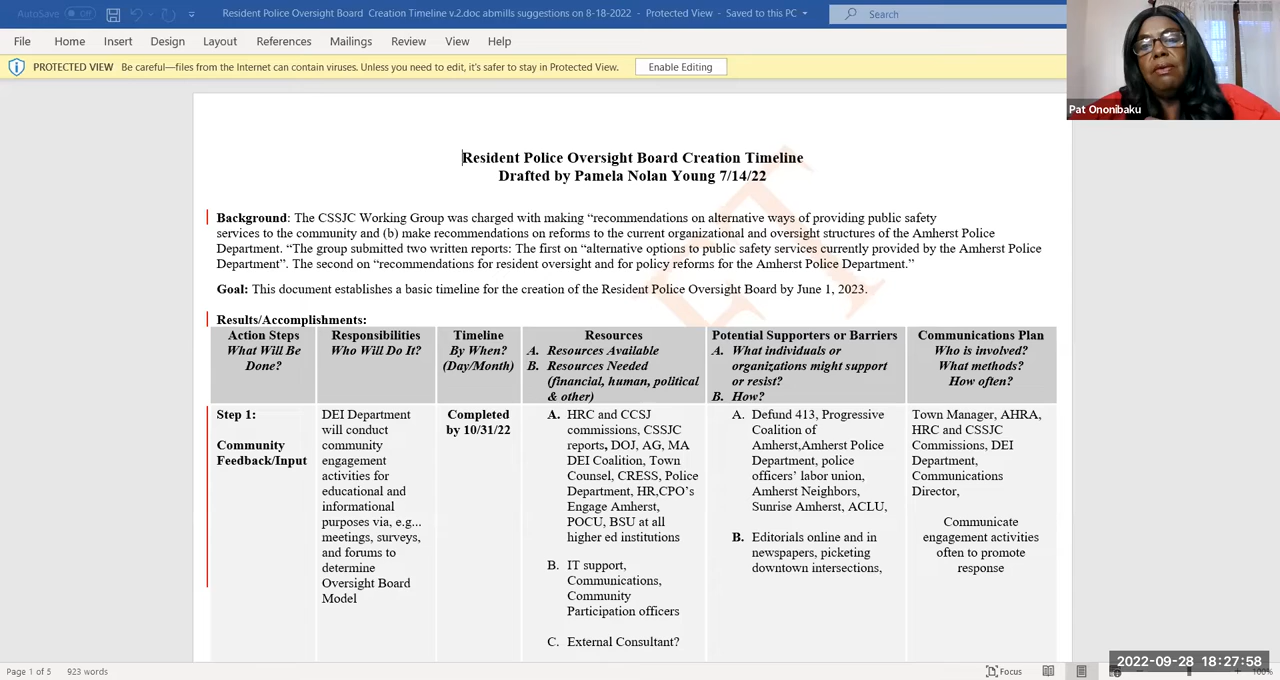 AutoSave Off
Resident Police Oversight Board Creation Timeline v.2.doc abmills suggestions on 8-18-2022 - Protected View - Saved to this PC
Search
File Home Insert Design Layout References Mailings Review View Help
PROTECTED VIEW Be careful—files from the Internet can contain viruses. Unless you need to edit, it's safer to stay in Protected View. Enable Editing
Pat Ononibaku
Resident Police Oversight Board Creation Timeline
Drafted by Pamela Nolan Young 7/14/22
Background: The CSSJC Working Group was charged with making “recommendations on alternative ways of providing public safety
services to the community and (b) make recommendations on reforms to the current organizational and oversight structures of the Amherst Police
Department. “The group submitted two written reports: The first on “alternative options to public safety services currently provided by the Amherst Police
Department”. The second on “recommendations for resident oversight and for policy reforms for the Amherst Police Department.”
Goal: This document establishes a basic timeline for the creation of the Resident Police Oversight Board by June 1, 2023.
Results/Accomplishments:
Action Steps
What Will Be
Done?
Responsibilities
Who Will Do It?
Timeline
By When?
(Day/Month)
Resources
A. Resources Available
B. Resources Needed
(financial, human, political
& other)
Potential Supporters or Barriers
A. What individuals or
organizations might support
or resist?
B. How?
Communications Plan
Who is involved?
What methods?
How often?
Step 1:
Community
Feedback/Input
DEI Department
will conduct
community
engagement
activities for
educational and
informational
purposes via, e.g...
meetings, surveys,
and forums to
determine
Oversight Board
Model
Completed
by 10/31/22
A. HRC and CCSJ
commissions, CSSJC
reports, DOJ, AG, MA
DEI Coalition, Town
Counsel, CRESS, Police
Department, HR,CPO’s
Engage Amherst,
POCU, BSU at all
higher ed institutions
B. IT support,
Communications,
Community
Participation officers
C. External Consultant?
A. Defund 413, Progressive
Coalition of
Amherst,Amherst Police
Department, police
officers’ labor union,
Amherst Neighbors,
Sunrise Amherst, ACLU,
B. Editorials online and in
newspapers, picketing
downtown intersections,
Town Manager, AHRA,
HRC and CSSJC
Commissions, DEI
Department,
Communications
Director,
Communicate
engagement activities
often to promote
response
Page 1 of 5 923 words
Focus
2022-09-28 18:27:58
100%